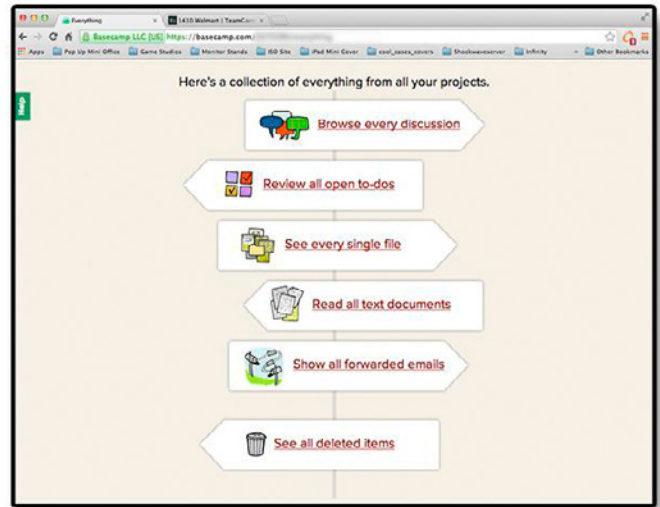 Everything
1410 Walmart | TeamCa
Basecamp LLC [US] https://basecamp.com/
Apps Pop Up Mini Office Game Studios Monitor Stands ISO Site iPad Mini Cover cool_cases_covers Shockwaveserver Infinity Other Bookmarks
Here's a collection of everything from all your projects.
Help
Browse every discussion
Review all open to-dos
See every single file
Read all text documents
Show all forwarded emails
See all deleted items